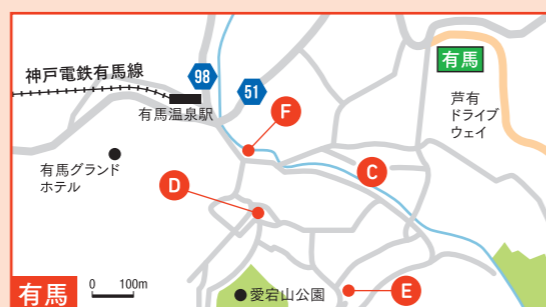 神戸電鉄有馬線
98
51
有馬温泉駅
有馬
芦有
ドライブ
ウェイ
F
有馬グランド
ホテル
C
D
有馬
0 100m
愛宕山公園
E